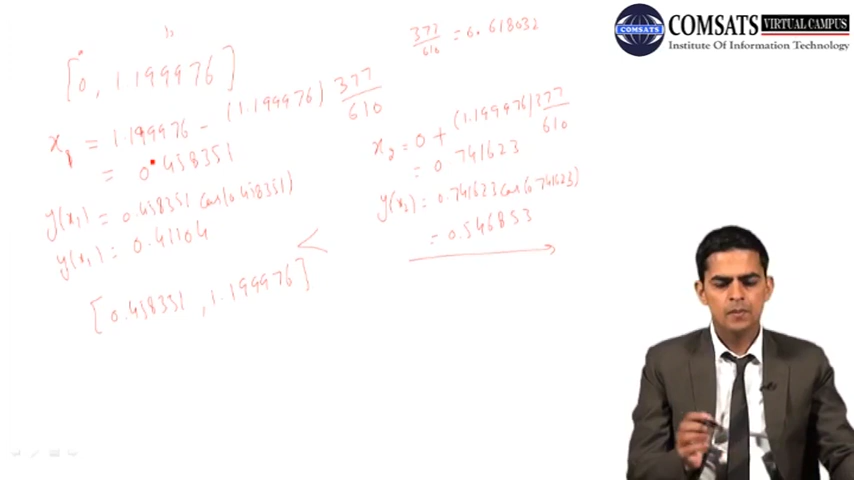 COMSATS VIRTUAL CAMPUS
Institute Of Information Technology
[0, 1.199976]
377/610 = 0.618032
x₁ = 1.199976 - (1.199976) 377/610
= 0.458351
y(x₁) = 0.458351 cos(0.458351)
y(x₁) = 0.41104
<
[0.458351, 1.199976]
x₂ = 0 + (1.199976) 377/610
= 0.741623
y(x₂) = 0.741623 cos(0.741623)
= 0.546853